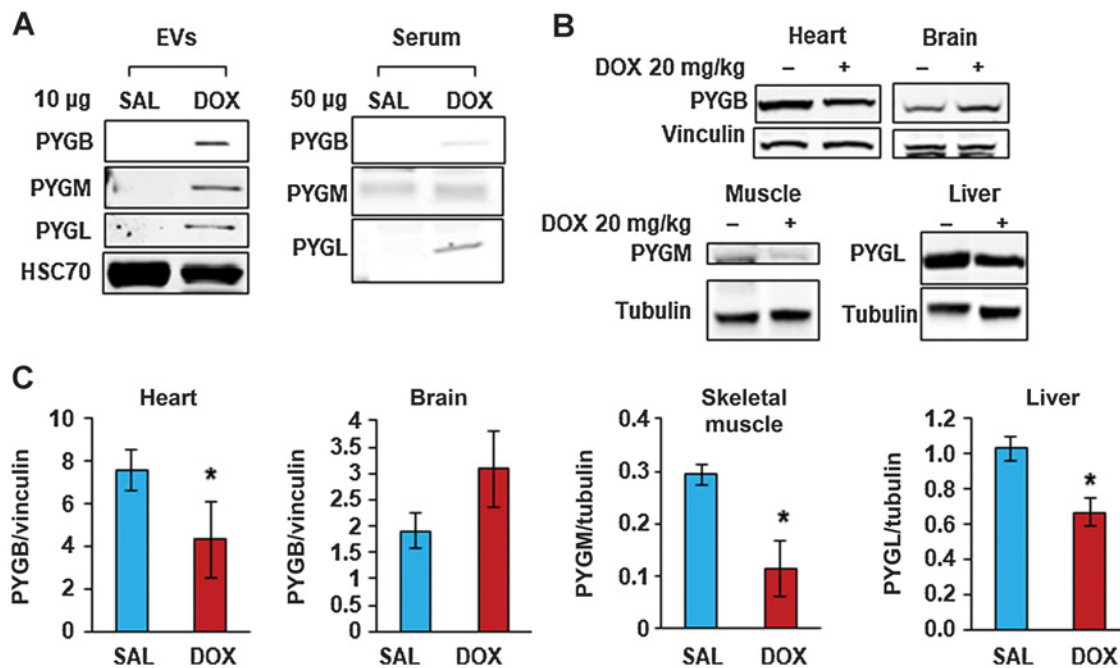 A
EVs
Serum
10 µg SAL DOX
50 µg SAL DOX
PYGB
PYGM
PYGL
HSC70
PYGB
PYGM
PYGL
B
Heart Brain
DOX 20 mg/kg – + – +
PYGB
Vinculin
Muscle Liver
DOX 20 mg/kg – + – +
PYGM
PYGL
Tubulin
Tubulin
C
Heart
PYGB/vinculin
10
8
6
4
2
0
*
SAL DOX
Brain
PYGB/vinculin
4
3.5
3
2.5
2
1.5
1
0.5
0
SAL DOX
Skeletal
muscle
PYGM/tubulin
0.4
0.3
0.2
0.1
0
*
SAL DOX
Liver
PYGL/tubulin
1.2
1.0
0.8
0.6
0.4
0.2
0.0
*
SAL DOX